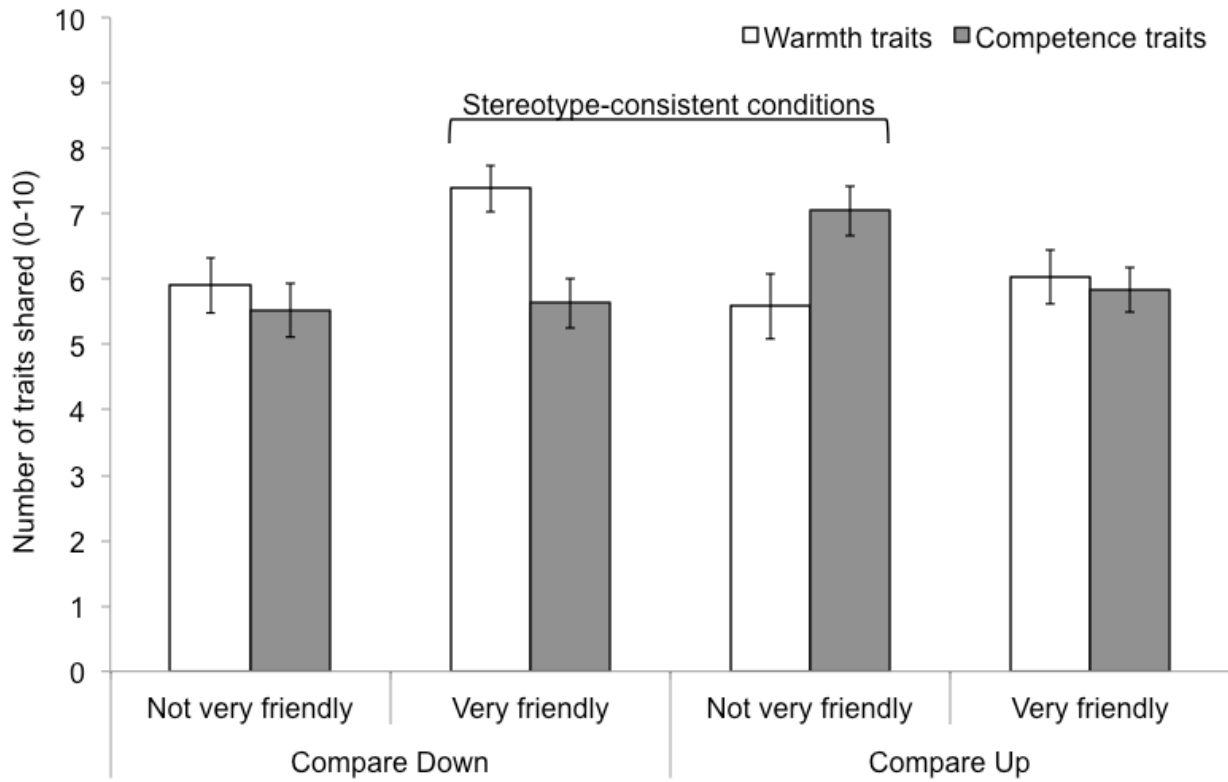 10
Warmth traits Competence traits
9
Stereotype-consistent conditions
8
7
6
5
4
3
2
1
0
Number of traits shared (0-10)
Not very friendly Very friendly Not very friendly Very friendly
Compare Down Compare Up